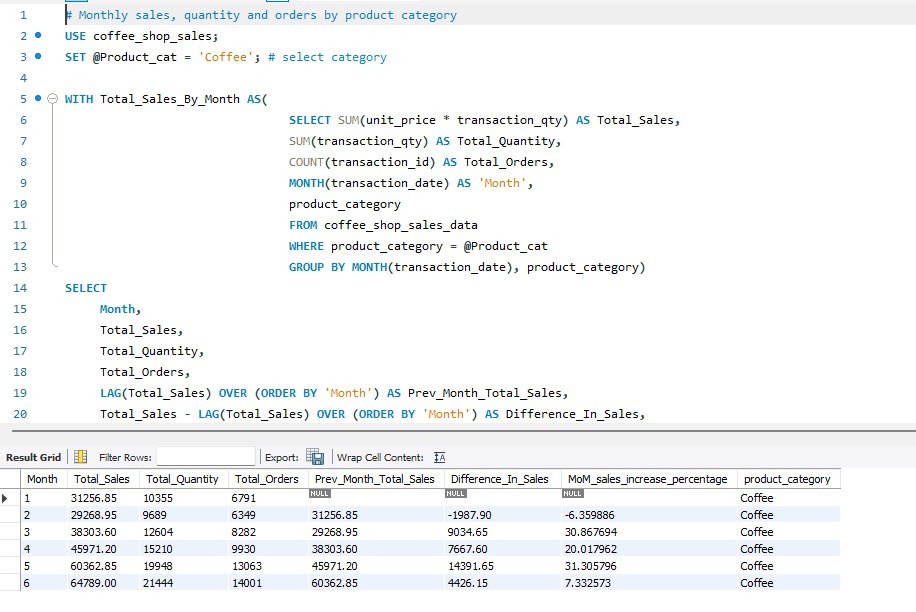 1 # Monthly sales, quantity and orders by product category
2 USE coffee_shop_sales;
3 SET @Product_cat = 'Coffee'; # select category
4
5 WITH Total_Sales_By_Month AS(
6 SELECT SUM(unit_price * transaction_qty) AS Total_Sales,
7 SUM(transaction_qty) AS Total_Quantity,
8 COUNT(transaction_id) AS Total_Orders,
9 MONTH(transaction_date) AS 'Month',
10 product_category
11 FROM coffee_shop_sales_data
12 WHERE product_category = @Product_cat
13 GROUP BY MONTH(transaction_date), product_category)
14 SELECT
15 Month,
16 Total_Sales,
17 Total_Quantity,
18 Total_Orders,
19 LAG(Total_Sales) OVER (ORDER BY 'Month') AS Prev_Month_Total_Sales,
20 Total_Sales - LAG(Total_Sales) OVER (ORDER BY 'Month') AS Difference_In_Sales,
Result Grid Filter Rows: Export: Wrap Cell Content: IA
Month Total_Sales Total_Quantity Total_Orders Prev_Month_Total_Sales Difference_In_Sales MoM_sales_increase_percentage product_category
1 31256.85 10355 6791 NULL NULL NULL Coffee
2 29268.95 9689 6349 31256.85 -1987.90 -6.359886 Coffee
3 38303.60 12604 8282 29268.95 9034.65 30.867694 Coffee
4 45971.20 15210 9930 38303.60 7667.60 20.017962 Coffee
5 60362.85 19948 13063 45971.20 14391.65 31.305796 Coffee
6 64789.00 21444 14001 60362.85 4426.15 7.332573 Coffee